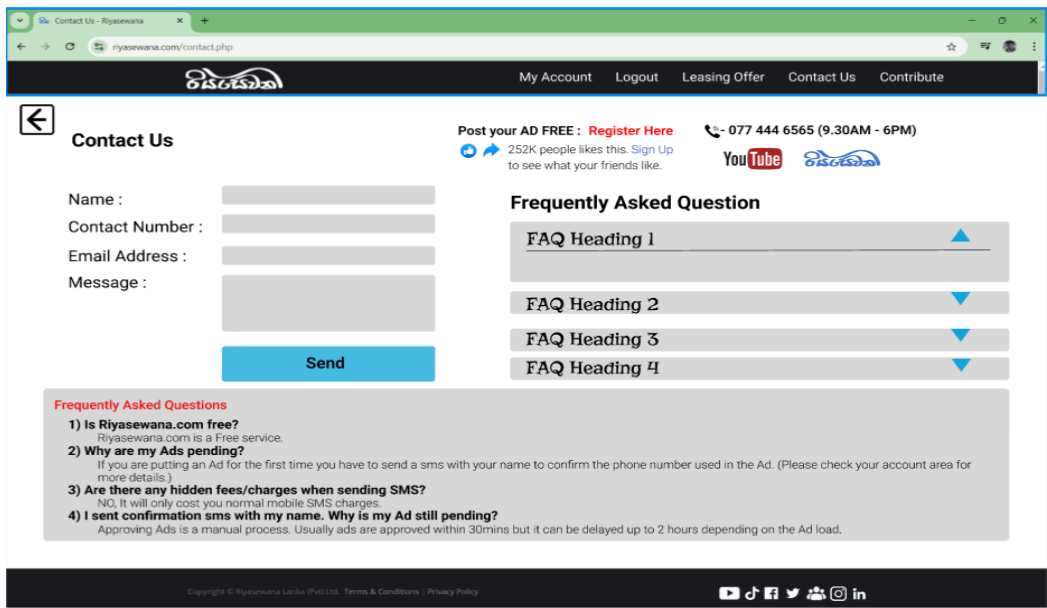 Contact Us - Riyasewana
riyasewana.com/contact.php
රියසෙවන
My Account Logout Leasing Offer Contact Us Contribute
Contact Us
Post your AD FREE : Register Here
252K people likes this. Sign Up
to see what your friends like.
- 077 444 6565 (9.30AM - 6PM)
YouTube රියසෙවන
Name :
Contact Number :
Email Address :
Message :
Send
Frequently Asked Question
FAQ Heading 1
FAQ Heading 2
FAQ Heading 3
FAQ Heading 4
Frequently Asked Questions
1) Is Riyasewana.com free?
Riyasewana.com is a Free service.
2) Why are my Ads pending?
If you are putting an Ad for the first time you have to send a sms with your name to confirm the phone number used in the Ad. (Please check your account area for
more details.)
3) Are there any hidden fees/charges when sending SMS?
NO, It will only cost you normal mobile SMS charges.
4) I sent confirmation sms with my name. Why is my Ad still pending?
Approving Ads is a manual process. Usually ads are approved within 30mins but it can be delayed up to 2 hours depending on the Ad load.
Copyright © Riyasewana Lanka (Pvt) Ltd. Terms & Conditions | Privacy Policy